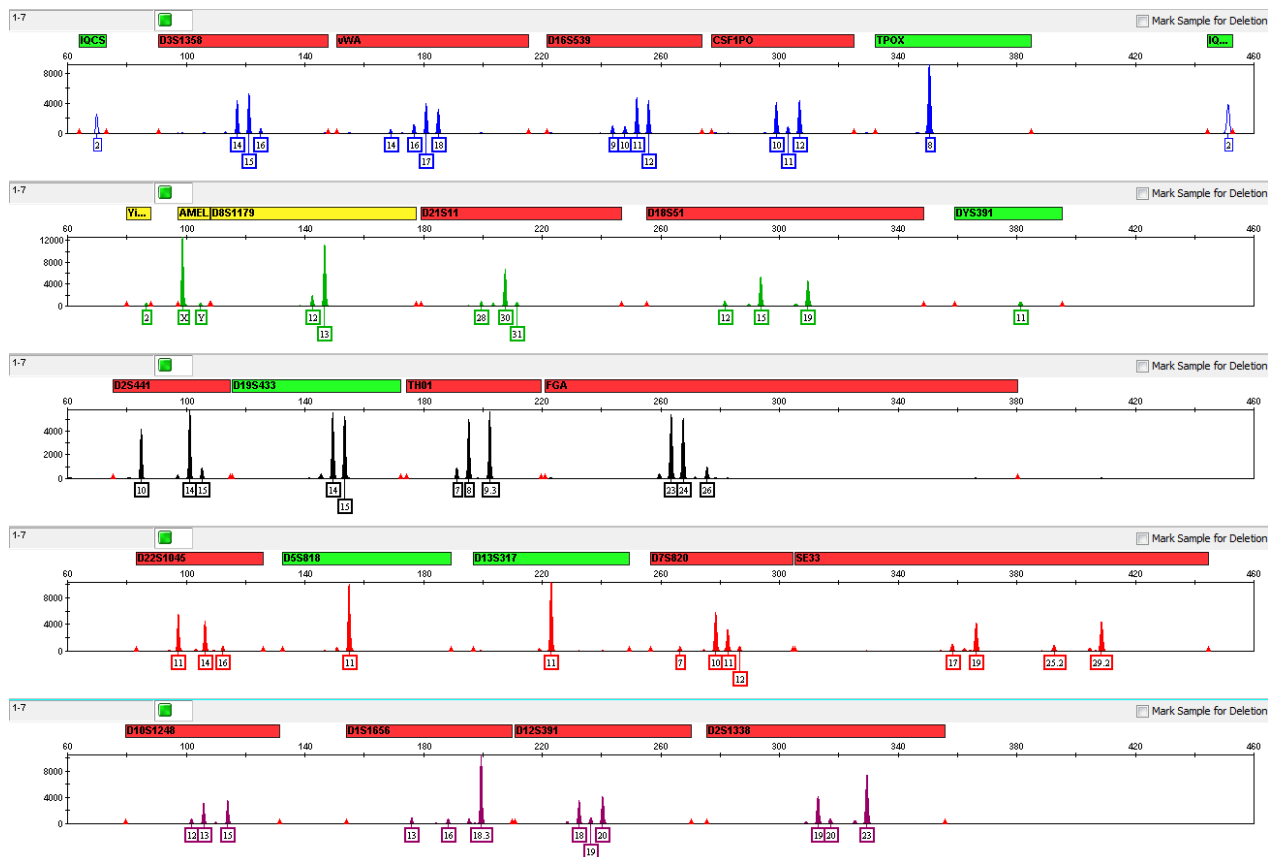 1-7 Mark Sample for Deletion
IQCS D3S1358 vWA D16S539 CSF1PO TPOX IQ...
60 100 140 180 220 260 300 340 380 420 460
8000
4000
0
2 14 16 14 16 18 9 10 11 10 12 8 2
15 17 12 11
1-7 Mark Sample for Deletion
Yi... AMEL D8S1179 D21S11 D18S51 DYS391
60 100 140 180 220 260 300 340 380 420 460
12000
8000
4000
0
2 X Y 12 28 30 12 15 19 11
13 31
1-7 Mark Sample for Deletion
D2S441 D19S433 TH01 FGA
60 100 140 180 220 260 300 340 380 420 460
4000
2000
0
10 14 15 14 7 8 9.3 23 24 26
15
1-7 Mark Sample for Deletion
D22S1045 D5S818 D13S317 D7S820 SE33
60 100 140 180 220 260 300 340 380 420 460
8000
4000
0
11 14 16 11 11 7 10 11 17 19 25.2 29.2
12
1-7 Mark Sample for Deletion
D10S1248 D1S1656 D12S391 D2S1338
60 100 140 180 220 260 300 340 380 420 460
8000
4000
0
12 13 15 13 16 18.3 18 20 19 20 23
19